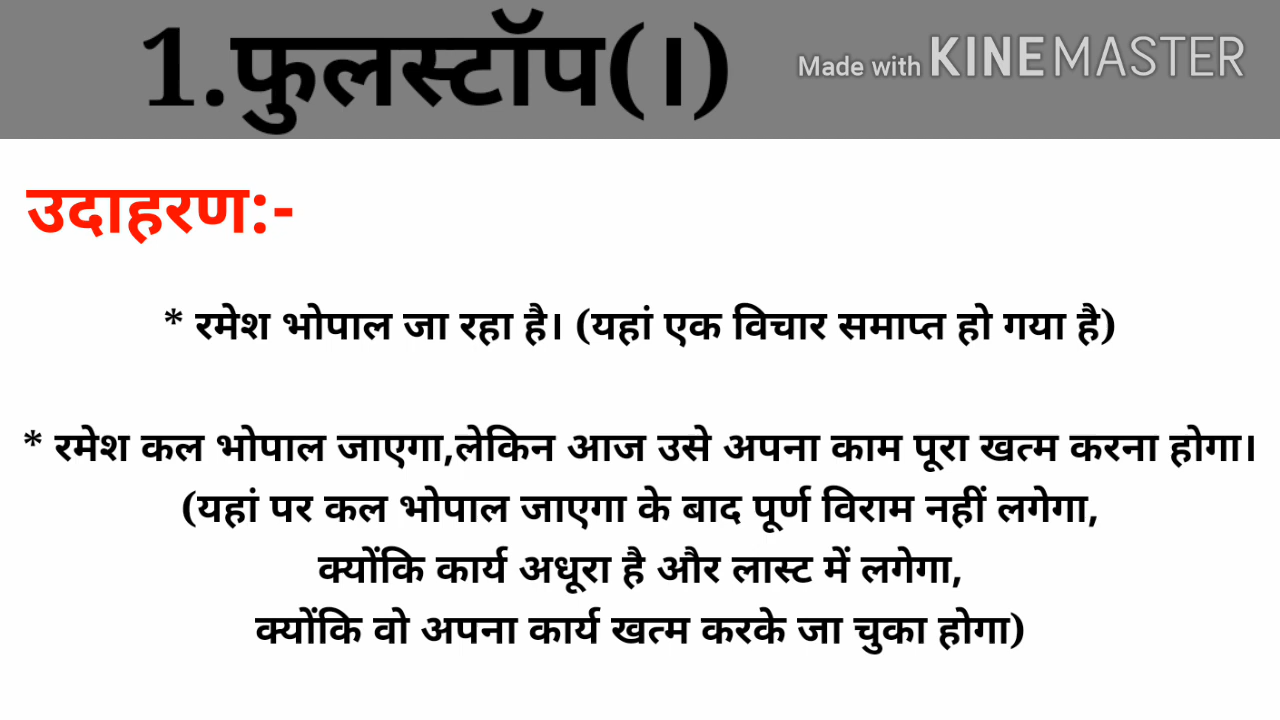 1.फुलस्टॉप(।)
Made with KINEMASTER
उदाहरण:-
* रमेश भोपाल जा रहा है। (यहां एक विचार समाप्त हो गया है)
* रमेश कल भोपाल जाएगा,लेकिन आज उसे अपना काम पूरा खत्म करना होगा।
(यहां पर कल भोपाल जाएगा के बाद पूर्ण विराम नहीं लगेगा,
क्योंकि कार्य अधूरा है और लास्ट में लगेगा,
क्योंकि वो अपना कार्य खत्म करके जा चुका होगा)